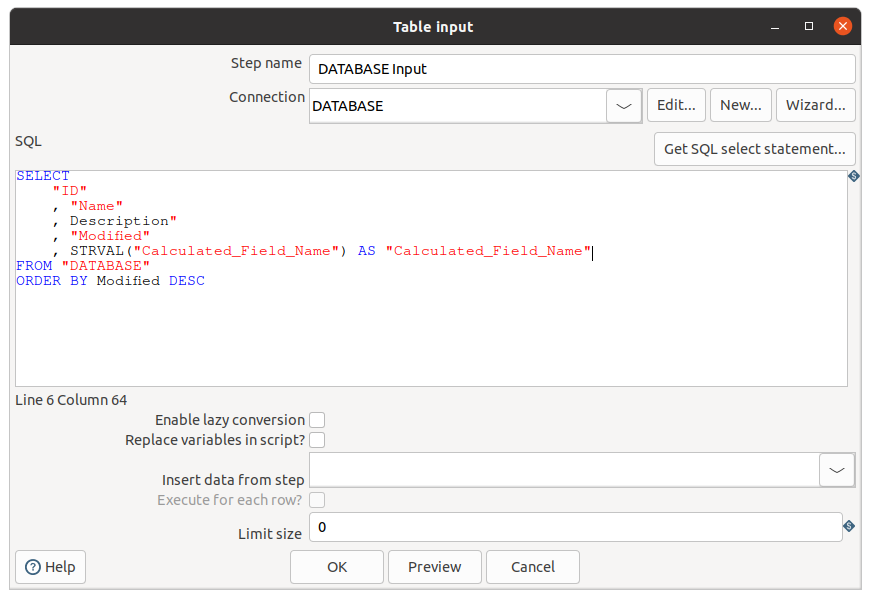 Table input
Step name DATABASE Input
Connection DATABASE Edit... New... Wizard...
SQL Get SQL select statement...
SELECT
"ID"
, "Name"
, Description"
, "Modified"
, STRVAL("Calculated_Field_Name") AS "Calculated_Field_Name"
FROM "DATABASE"
ORDER BY Modified DESC
Line 6 Column 64
Enable lazy conversion
Replace variables in script?
Insert data from step
Execute for each row?
Limit size 0
Help OK Preview Cancel